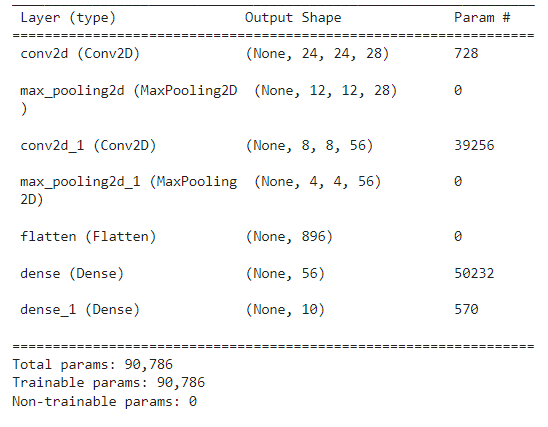 Layer (type) Output Shape Param #
conv2d (Conv2D) (None, 24, 24, 28) 728
max_pooling2d (MaxPooling2D (None, 12, 12, 28) 0
)
conv2d_1 (Conv2D) (None, 8, 8, 56) 39256
max_pooling2d_1 (MaxPooling (None, 4, 4, 56) 0
2D)
flatten (Flatten) (None, 896) 0
dense (Dense) (None, 56) 50232
dense_1 (Dense) (None, 10) 570
Total params: 90,786
Trainable params: 90,786
Non-trainable params: 0